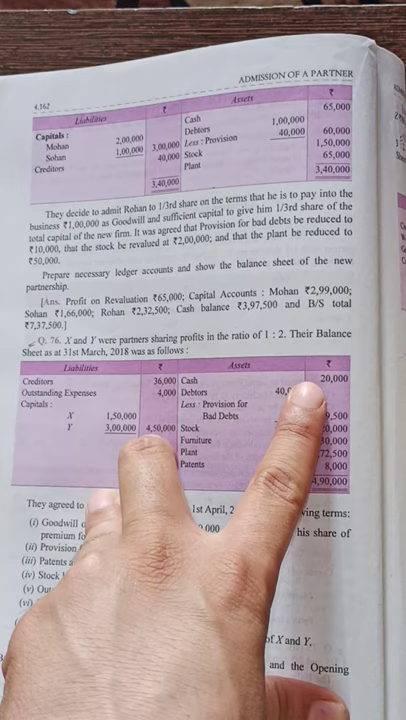 ADMISSION OF A PARTNER
4.162
Liabilities ₹ Assets ₹
Capitals : Cash 65,000
Mohan 2,00,000 Debtors 1,00,000
Sohan 1,00,000 3,00,000 Less : Provision 40,000 60,000
Creditors 40,000 Stock 1,50,000
Plant 65,000
3,40,000 3,40,000
They decide to admit Rohan to 1/3rd share on the terms that he is to pay into the
business ₹1,00,000 as Goodwill and sufficient capital to give him 1/3rd share of the
total capital of the new firm. It was agreed that Provision for bad debts be reduced to
₹10,000, that the stock be revalued at ₹2,00,000; and that the plant be reduced to
₹50,000.
Prepare necessary ledger accounts and show the balance sheet of the new
partnership.
[Ans. Profit on Revaluation ₹65,000; Capital Accounts : Mohan ₹2,99,000;
Sohan ₹1,66,000; Rohan ₹2,32,500; Cash balance ₹3,97,500 and B/S total
₹7,37,500.]
Q. 76. X and Y were partners sharing profits in the ratio of 1 : 2. Their Balance
Sheet as at 31st March, 2018 was as follows :
Liabilities ₹ Assets ₹
Creditors 36,000 Cash 20,000
Outstanding Expenses 4,000 Debtors 40,
Capitals : Less : Provision for
X 1,50,000 Bad Debts 9,500
Y 3,00,000 4,50,000 Stock 0,000
Furniture 0,000
Plant 72,500
Patents 8,000
4,90,000
They agreed to 1st April, 2 ving terms:
(i) Goodwill 000 his share of
premium fo
(ii) Provision
(iii) Patents a
(iv) Stock
(v) Out
(vi)
of X and Y.
and the Opening